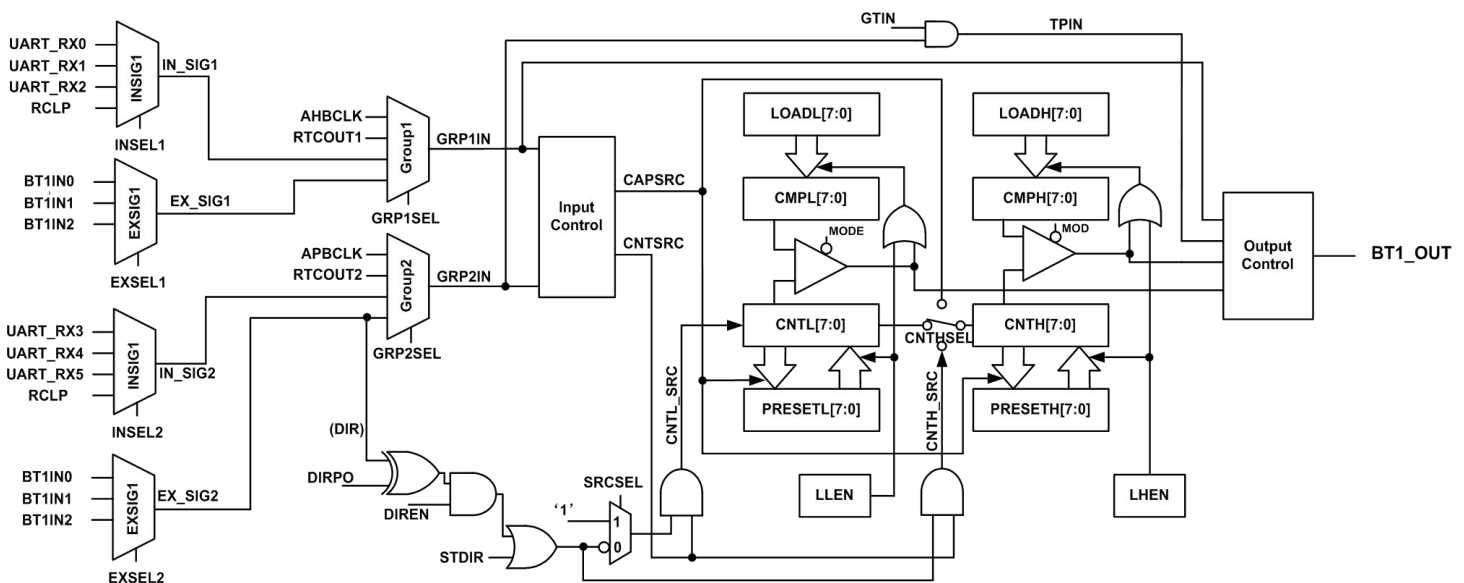 UART_RX0
UART_RX1
UART_RX2
RCLP
INSIG1
IN_SIG1
INSEL1
BT1IN0
BT1IN1
BT1IN2
EXSIG1
EX_SIG1
EXSEL1
AHBCLK
RTCOUT1
Group1
GRP1IN
GRP1SEL
APBCLK
RTCOUT2
Group2
GRP2IN
GRP2SEL
UART_RX3
UART_RX4
UART_RX5
RCLP
INSIG1
IN_SIG2
INSEL2
BT1IN0
BT1IN1
BT1IN2
EXSIG1
EX_SIG2
EXSEL2
(DIR)
DIRPO
DIREN
STDIR
‘1’
SRCSEL
1
0
Input
Control
CAPSRC
CNTSRC
CNTL_SRC
CNTH_SRC
GTIN
TPIN
LOADL[7:0]
CMPL[7:0]
MODE
CNTL[7:0]
PRESETL[7:0]
LLEN
CNTHSEL
LOADH[7:0]
CMPH[7:0]
MOD
CNTH[7:0]
PRESETH[7:0]
LHEN
Output
Control
BT1_OUT